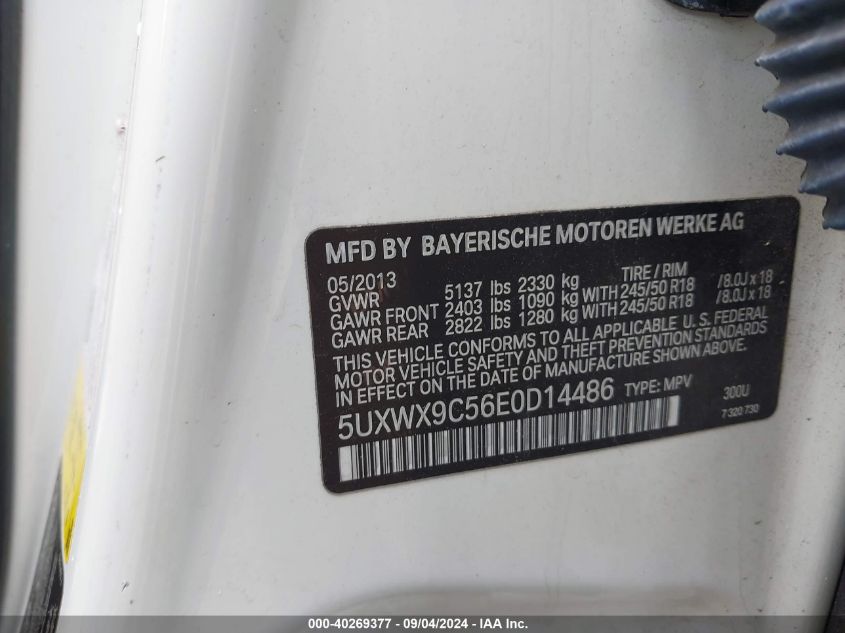 MFD BY BAYERISCHE MOTOREN WERKE AG
05/2013 TIRE / RIM
GVWR 5137 lbs 2330 kg
GAWR FRONT 2403 lbs 1090 kg WITH 245/50 R18 /8.0J x 18
GAWR REAR 2822 lbs 1280 kg WITH 245/50 R18 /8.0J x 18
THIS VEHICLE CONFORMS TO ALL APPLICABLE U.S. FEDERAL
MOTOR VEHICLE SAFETY AND THEFT PREVENTION STANDARDS
IN EFFECT ON THE DATE OF MANUFACTURE SHOWN ABOVE.
5UXWX9C56E0D14486 TYPE: MPV 300U
7 320 730
000-40269377 - 09/04/2024 - IAA Inc.